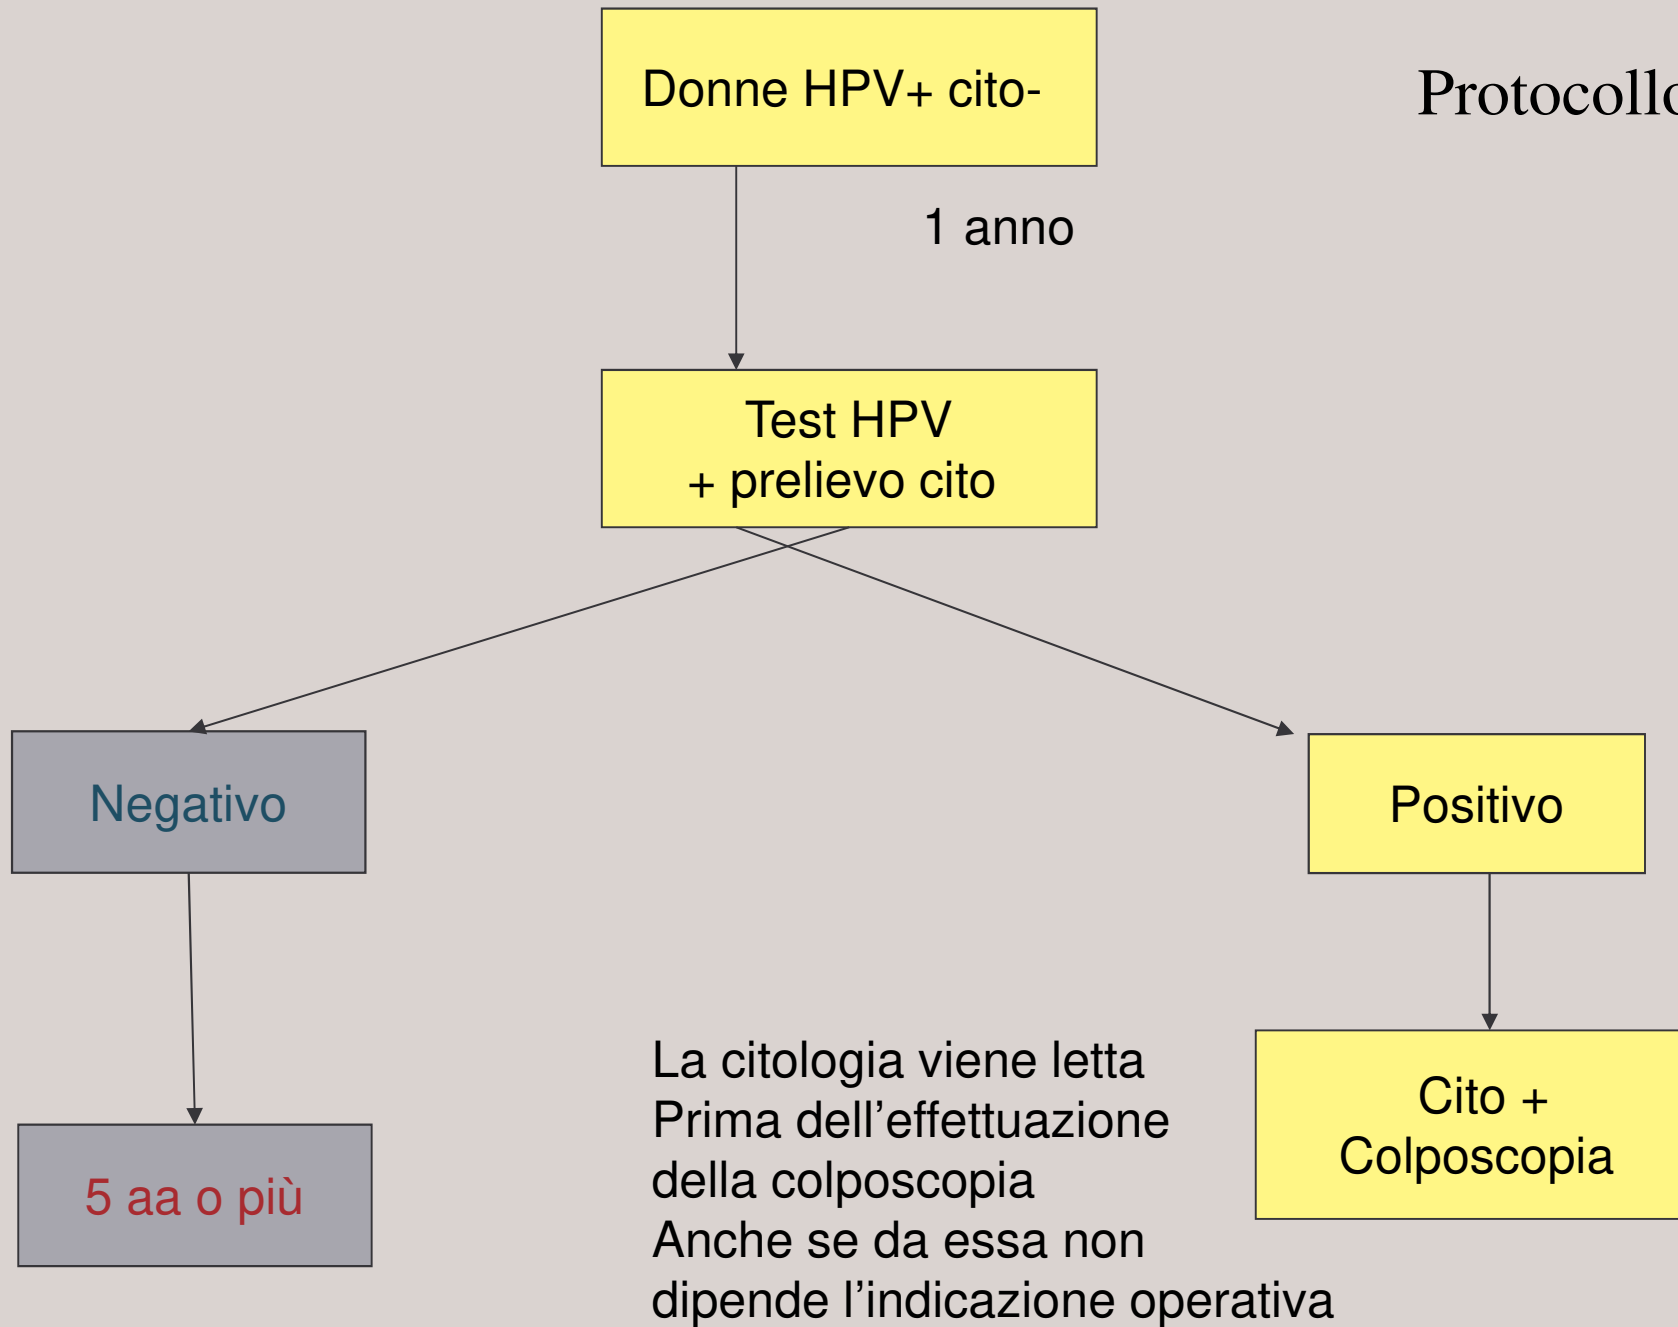 Donne HPV+ cito-
Protocollo
1 anno
Test HPV
+ prelievo cito
Negativo
Positivo
5 aa o più
La citologia viene letta
Prima dell’effettuazione
della colposcopia
Anche se da essa non
dipende l’indicazione operativa
Cito +
Colposcopia